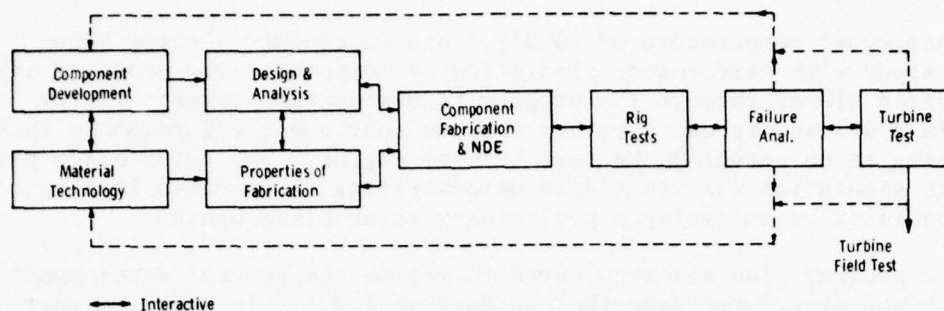 Component
Development
Design &
Analysis
Component
Fabrication
& NDE
Rig
Tests
Failure
Anal.
Turbine
Test
Material
Technology
Properties of
Fabrication
Turbine
Field Test
Interactive